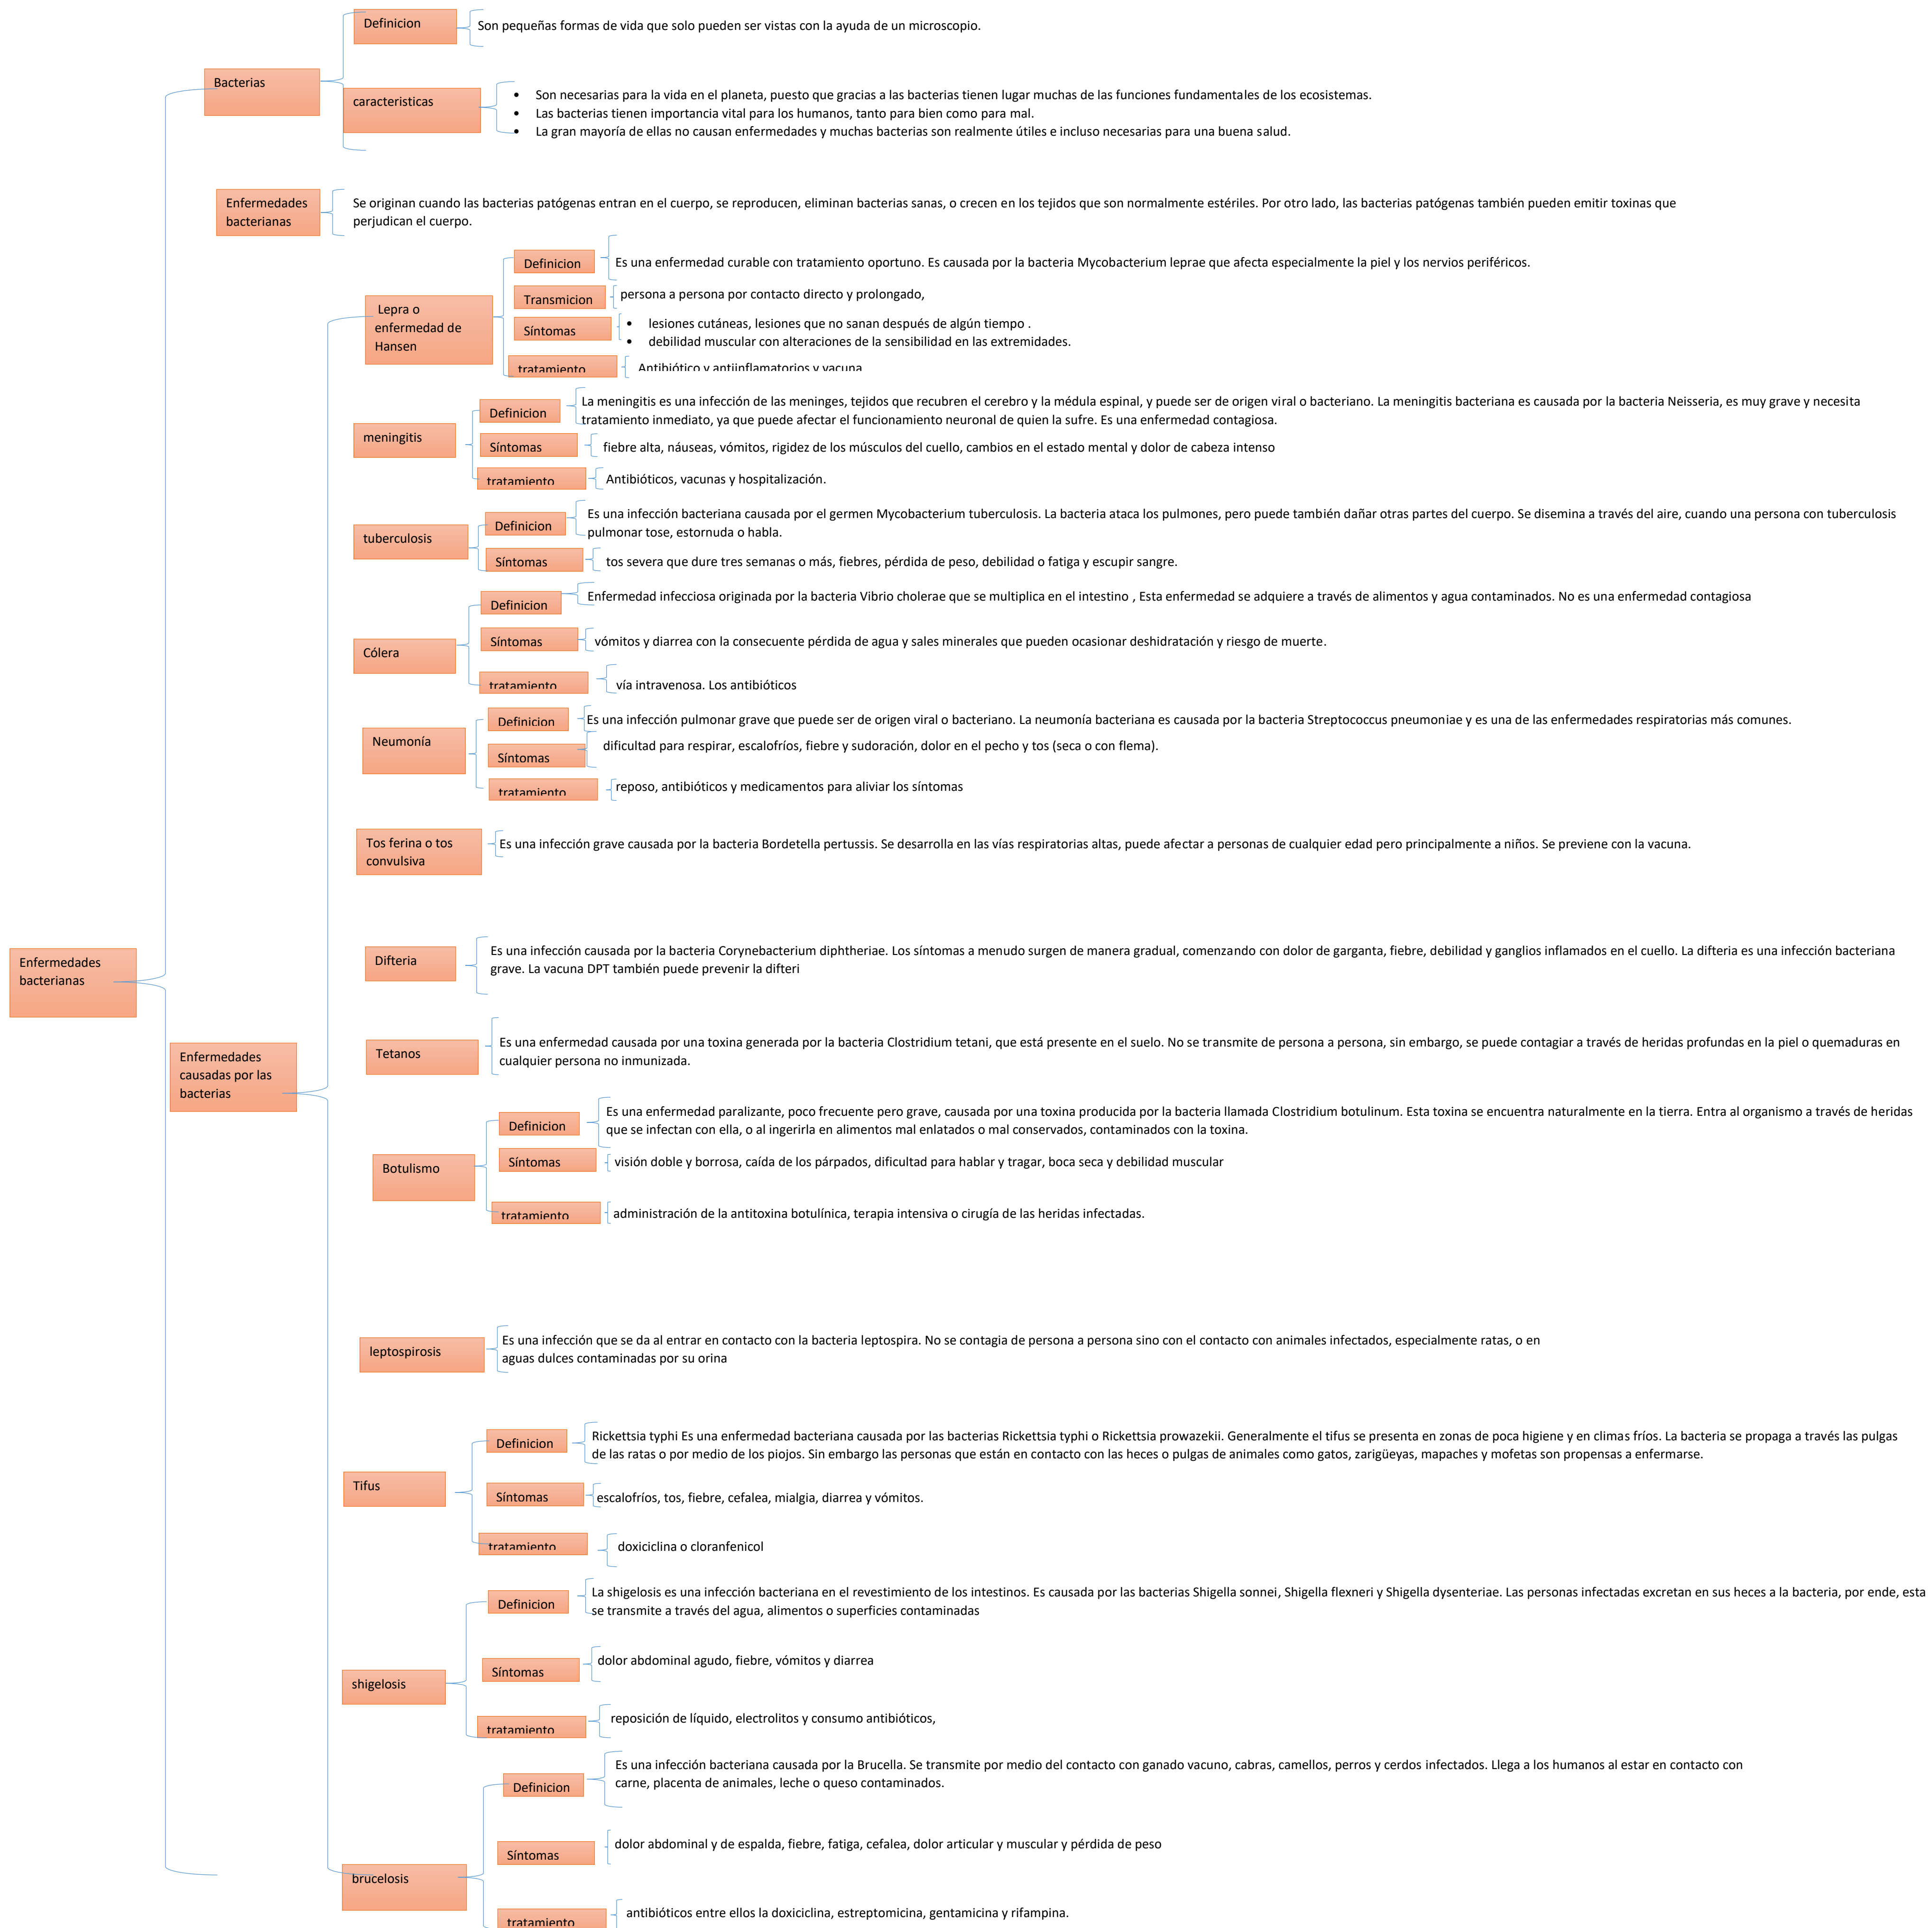 Definicion
Son pequeñas formas de vida que solo pueden ser vistas con la ayuda de un microscopio.
Bacterias
caracteristicas
• Son necesarias para la vida en el planeta, puesto que gracias a las bacterias tienen lugar muchas de las funciones fundamentales de los ecosistemas.
• Las bacterias tienen importancia vital para los humanos, tanto para bien como para mal.
• La gran mayoría de ellas no causan enfermedades y muchas bacterias son realmente útiles e incluso necesarias para una buena salud.
Enfermedades
bacterianas
Se originan cuando las bacterias patógenas entran en el cuerpo, se reproducen, eliminan bacterias sanas, o crecen en los tejidos que son normalmente estériles. Por otro lado, las bacterias patógenas también pueden emitir toxinas que
perjudican el cuerpo.
Lepra o
enfermedad de
Hansen
Definicion
Es una enfermedad curable con tratamiento oportuno. Es causada por la bacteria Mycobacterium leprae que afecta especialmente la piel y los nervios periféricos.
Transmicion
persona a persona por contacto directo y prolongado,
Síntomas
• lesiones cutáneas, lesiones que no sanan después de algún tiempo .
• debilidad muscular con alteraciones de la sensibilidad en las extremidades.
tratamiento
Antibiótico y antiinflamatorios y vacuna
meningitis
Definicion
La meningitis es una infección de las meninges, tejidos que recubren el cerebro y la médula espinal, y puede ser de origen viral o bacteriano. La meningitis bacteriana es causada por la bacteria Neisseria, es muy grave y necesita
tratamiento inmediato, ya que puede afectar el funcionamiento neuronal de quien la sufre. Es una enfermedad contagiosa.
Síntomas
fiebre alta, náuseas, vómitos, rigidez de los músculos del cuello, cambios en el estado mental y dolor de cabeza intenso
tratamiento
Antibióticos, vacunas y hospitalización.
tuberculosis
Definicion
Es una infección bacteriana causada por el germen Mycobacterium tuberculosis. La bacteria ataca los pulmones, pero puede también dañar otras partes del cuerpo. Se disemina a través del aire, cuando una persona con tuberculosis
pulmonar tose, estornuda o habla.
Síntomas
tos severa que dure tres semanas o más, fiebres, pérdida de peso, debilidad o fatiga y escupir sangre.
Cólera
Definicion
Enfermedad infecciosa originada por la bacteria Vibrio cholerae que se multiplica en el intestino , Esta enfermedad se adquiere a través de alimentos y agua contaminados. No es una enfermedad contagiosa
Síntomas
vómitos y diarrea con la consecuente pérdida de agua y sales minerales que pueden ocasionar deshidratación y riesgo de muerte.
tratamiento
vía intravenosa. Los antibióticos
Neumonía
Definicion
Es una infección pulmonar grave que puede ser de origen viral o bacteriano. La neumonía bacteriana es causada por la bacteria Streptococcus pneumoniae y es una de las enfermedades respiratorias más comunes.
Síntomas
dificultad para respirar, escalofríos, fiebre y sudoración, dolor en el pecho y tos (seca o con flema).
tratamiento
reposo, antibióticos y medicamentos para aliviar los síntomas
Tos ferina o tos
convulsiva
Es una infección grave causada por la bacteria Bordetella pertussis. Se desarrolla en las vías respiratorias altas, puede afectar a personas de cualquier edad pero principalmente a niños. Se previene con la vacuna.
Enfermedades
bacterianas
Difteria
Es una infección causada por la bacteria Corynebacterium diphtheriae. Los síntomas a menudo surgen de manera gradual, comenzando con dolor de garganta, fiebre, debilidad y ganglios inflamados en el cuello. La difteria es una infección bacteriana
grave. La vacuna DPT también puede prevenir la difteri
Enfermedades
causadas por las
bacterias
Tetanos
Es una enfermedad causada por una toxina generada por la bacteria Clostridium tetani, que está presente en el suelo. No se transmite de persona a persona, sin embargo, se puede contagiar a través de heridas profundas en la piel o quemaduras en
cualquier persona no inmunizada.
Botulismo
Definicion
Es una enfermedad paralizante, poco frecuente pero grave, causada por una toxina producida por la bacteria llamada Clostridium botulinum. Esta toxina se encuentra naturalmente en la tierra. Entra al organismo a través de heridas
que se infectan con ella, o al ingerirla en alimentos mal enlatados o mal conservados, contaminados con la toxina.
Síntomas
visión doble y borrosa, caída de los párpados, dificultad para hablar y tragar, boca seca y debilidad muscular
tratamiento
administración de la antitoxina botulínica, terapia intensiva o cirugía de las heridas infectadas.
leptospirosis
Es una infección que se da al entrar en contacto con la bacteria leptospira. No se contagia de persona a persona sino con el contacto con animales infectados, especialmente ratas, o en
aguas dulces contaminadas por su orina
Tifus
Definicion
Rickettsia typhi Es una enfermedad bacteriana causada por las bacterias Rickettsia typhi o Rickettsia prowazekii. Generalmente el tifus se presenta en zonas de poca higiene y en climas fríos. La bacteria se propaga a través las pulgas
de las ratas o por medio de los piojos. Sin embargo las personas que están en contacto con las heces o pulgas de animales como gatos, zarigüeyas, mapaches y mofetas son propensas a enfermarse.
Síntomas
escalofríos, tos, fiebre, cefalea, mialgia, diarrea y vómitos.
tratamiento
doxiciclina o cloranfenicol
shigelosis
Definicion
La shigelosis es una infección bacteriana en el revestimiento de los intestinos. Es causada por las bacterias Shigella sonnei, Shigella flexneri y Shigella dysenteriae. Las personas infectadas excretan en sus heces a la bacteria, por ende, esta
se transmite a través del agua, alimentos o superficies contaminadas
Síntomas
dolor abdominal agudo, fiebre, vómitos y diarrea
tratamiento
reposición de líquido, electrolitos y consumo antibióticos,
brucelosis
Definicion
Es una infección bacteriana causada por la Brucella. Se transmite por medio del contacto con ganado vacuno, cabras, camellos, perros y cerdos infectados. Llega a los humanos al estar en contacto con
carne, placenta de animales, leche o queso contaminados.
Síntomas
dolor abdominal y de espalda, fiebre, fatiga, cefalea, dolor articular y muscular y pérdida de peso
tratamiento
antibióticos entre ellos la doxiciclina, estreptomicina, gentamicina y rifampina.